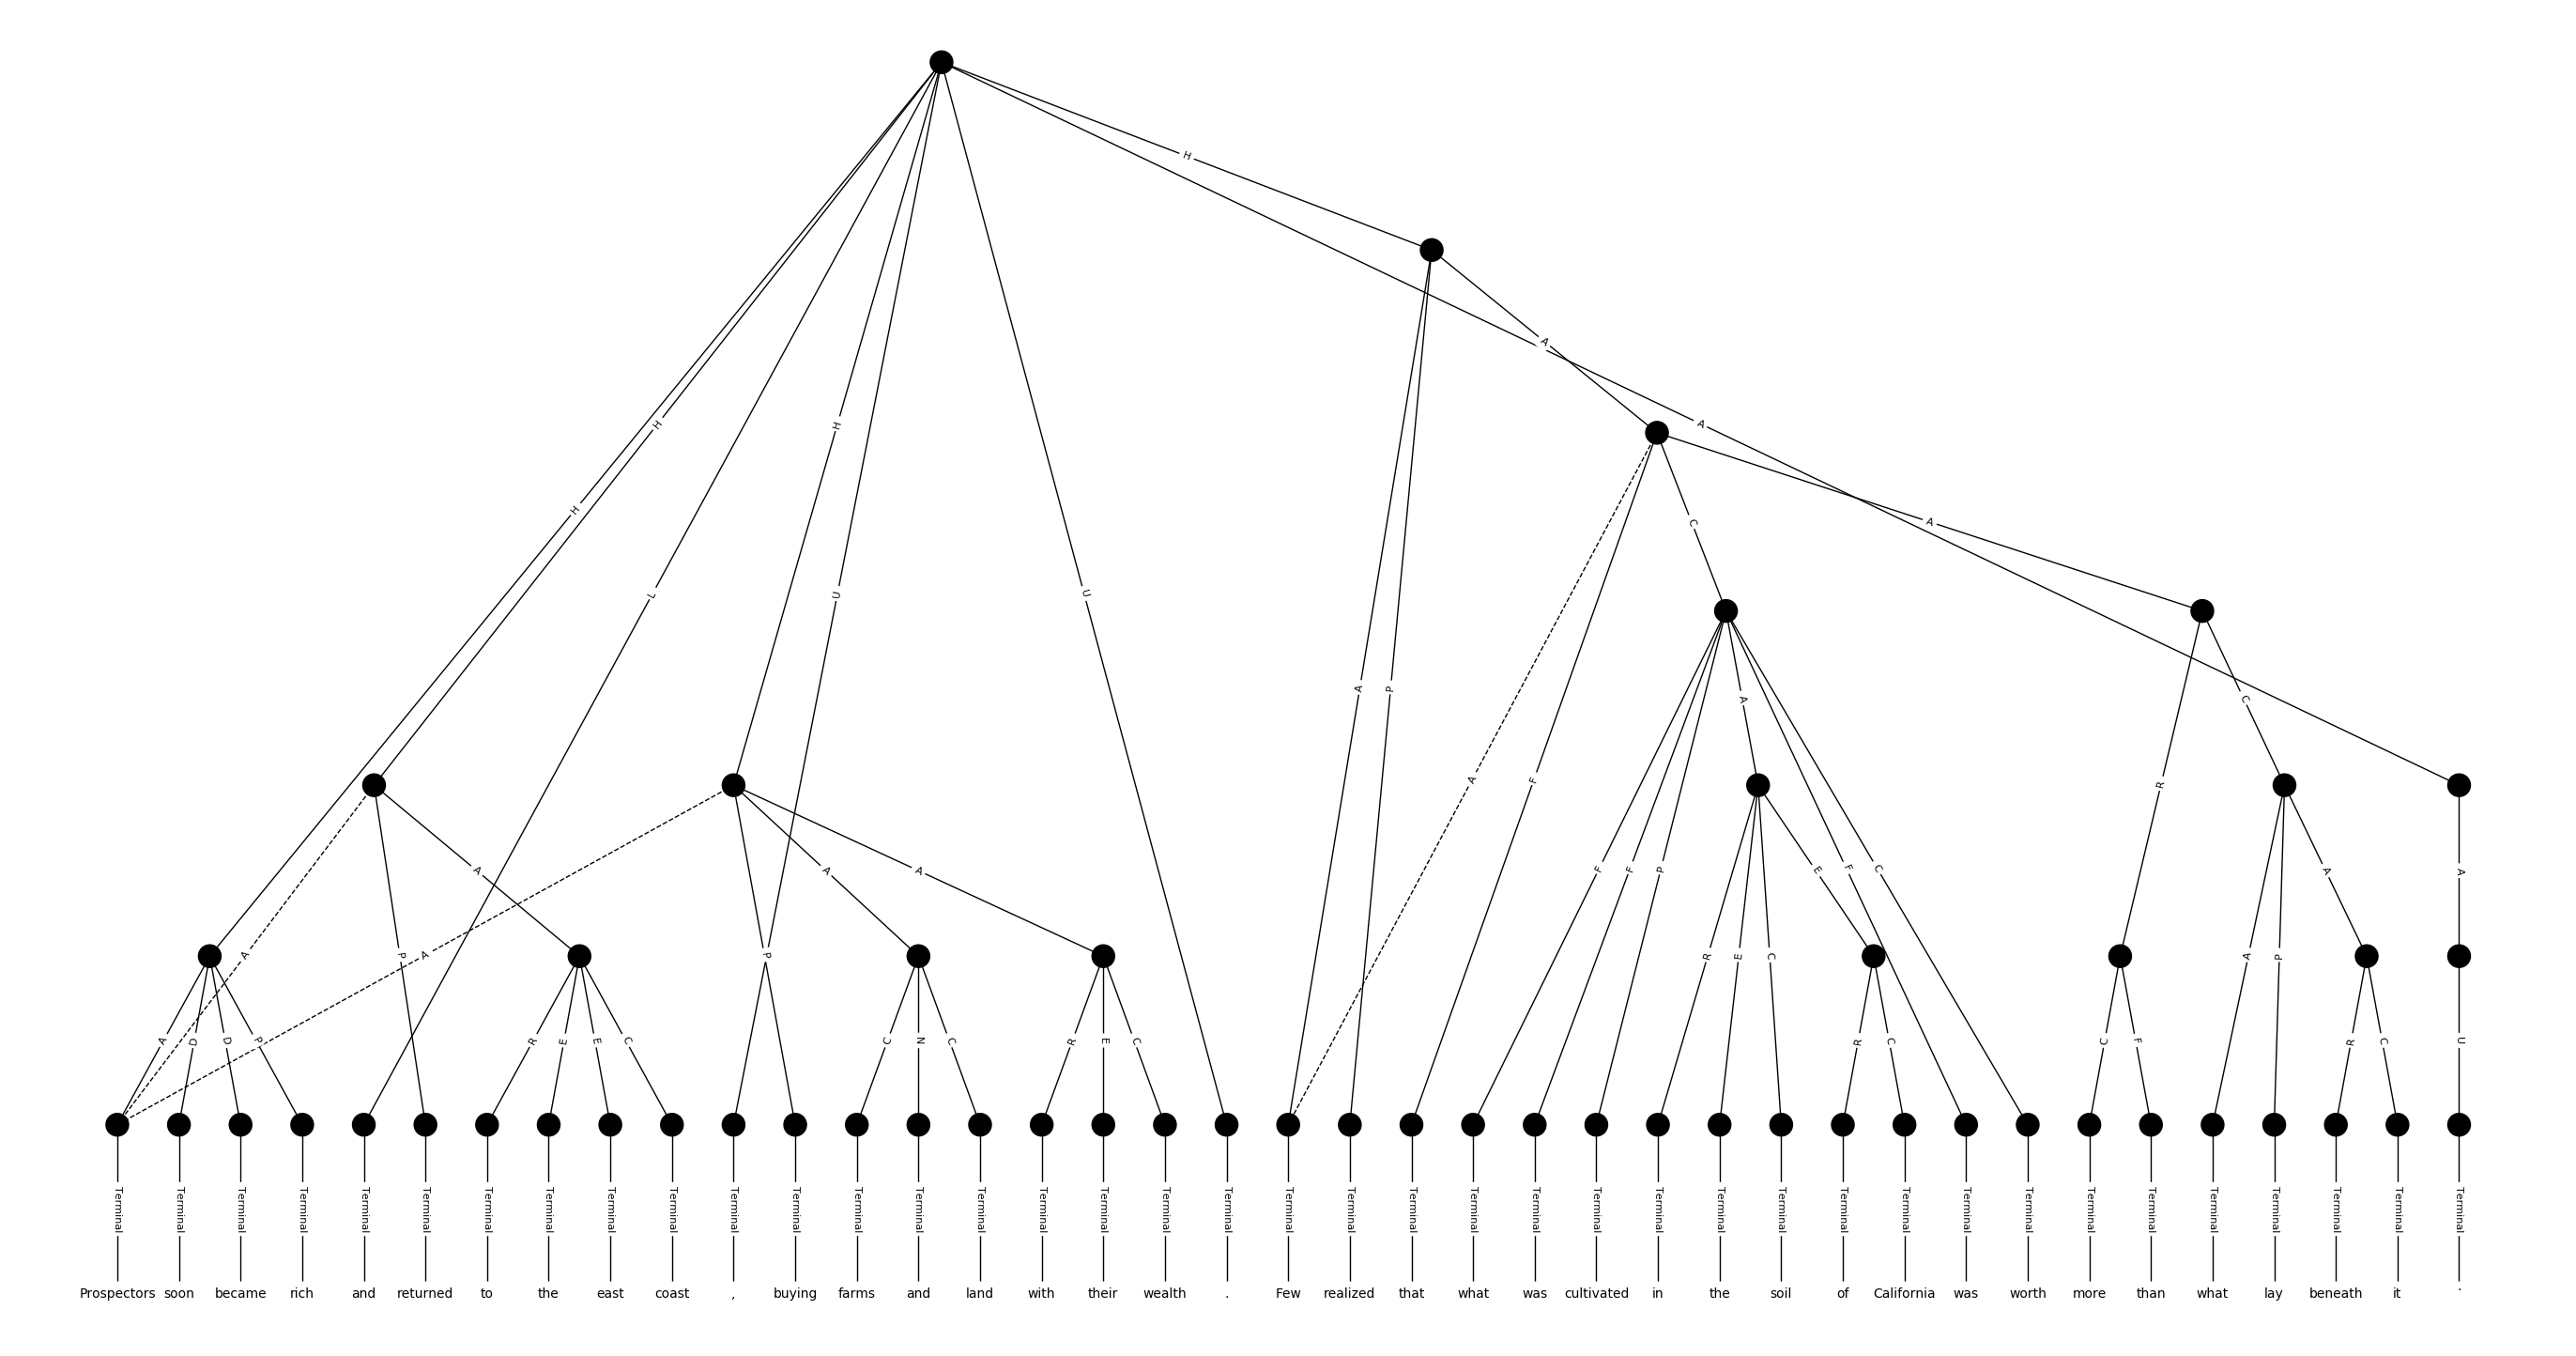 H
A
H H A
H C A
L U U
A P A C
A F R
A A A F F P E F C A A
A P A P R E C A P
A D D P R E E C C N C R E C R C C F R C U
Terminal Terminal Terminal Terminal Terminal Terminal Terminal Terminal Terminal Terminal Terminal Terminal Terminal Terminal Terminal Terminal Terminal Terminal Terminal Terminal Terminal Terminal Terminal Terminal Terminal Terminal Terminal Terminal Terminal Terminal Terminal Terminal Terminal Terminal Terminal Terminal Terminal Terminal Terminal
Prospectors soon became rich and returned to the east coast , buying farms and land with their wealth . Few realized that what was cultivated in the soil of California was worth more than what lay beneath it .